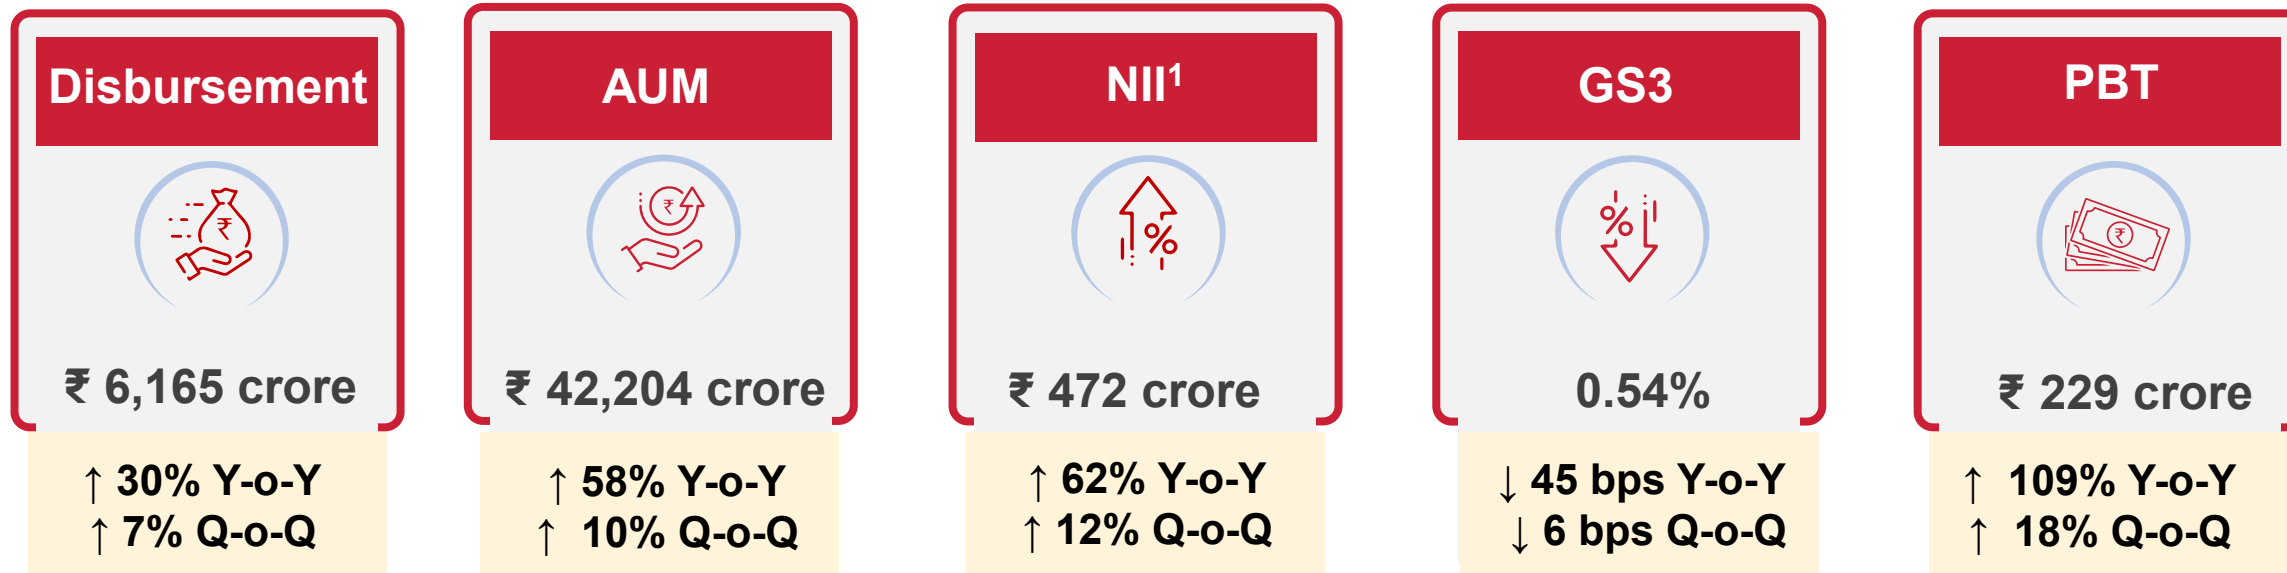 Disbursement
₹
₹ 6,165 crore
↑ 30% Y-o-Y
↑ 7% Q-o-Q
AUM
₹
₹ 42,204 crore
↑ 58% Y-o-Y
↑ 10% Q-o-Q
NII¹
%
₹ 472 crore
↑ 62% Y-o-Y
↑ 12% Q-o-Q
GS3
%
0.54%
↓ 45 bps Y-o-Y
↓ 6 bps Q-o-Q
PBT
₹
₹ 229 crore
↑ 109% Y-o-Y
↑ 18% Q-o-Q